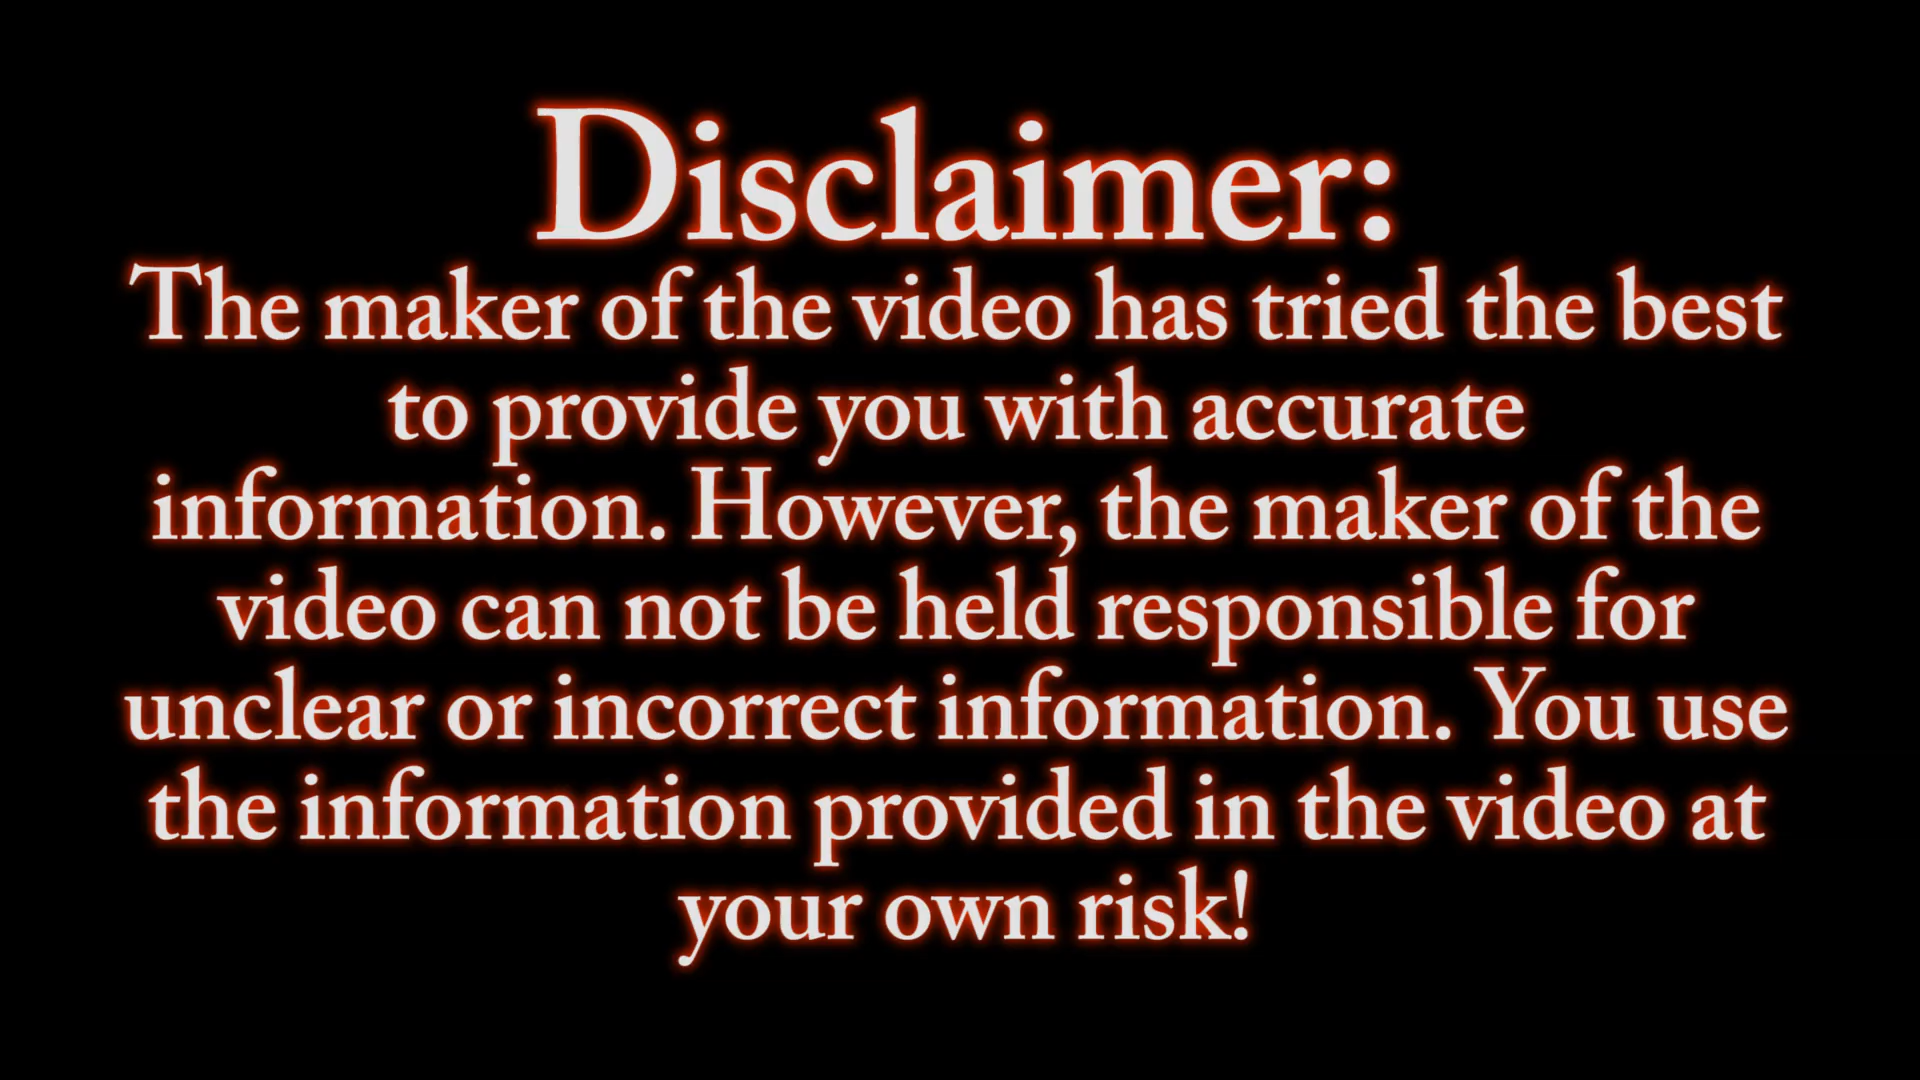 Disclaimer:
The maker of the video has tried the best
to provide you with accurate
information. However, the maker of the
video can not be held responsible for
unclear or incorrect information. You use
the information provided in the video at
your own risk!